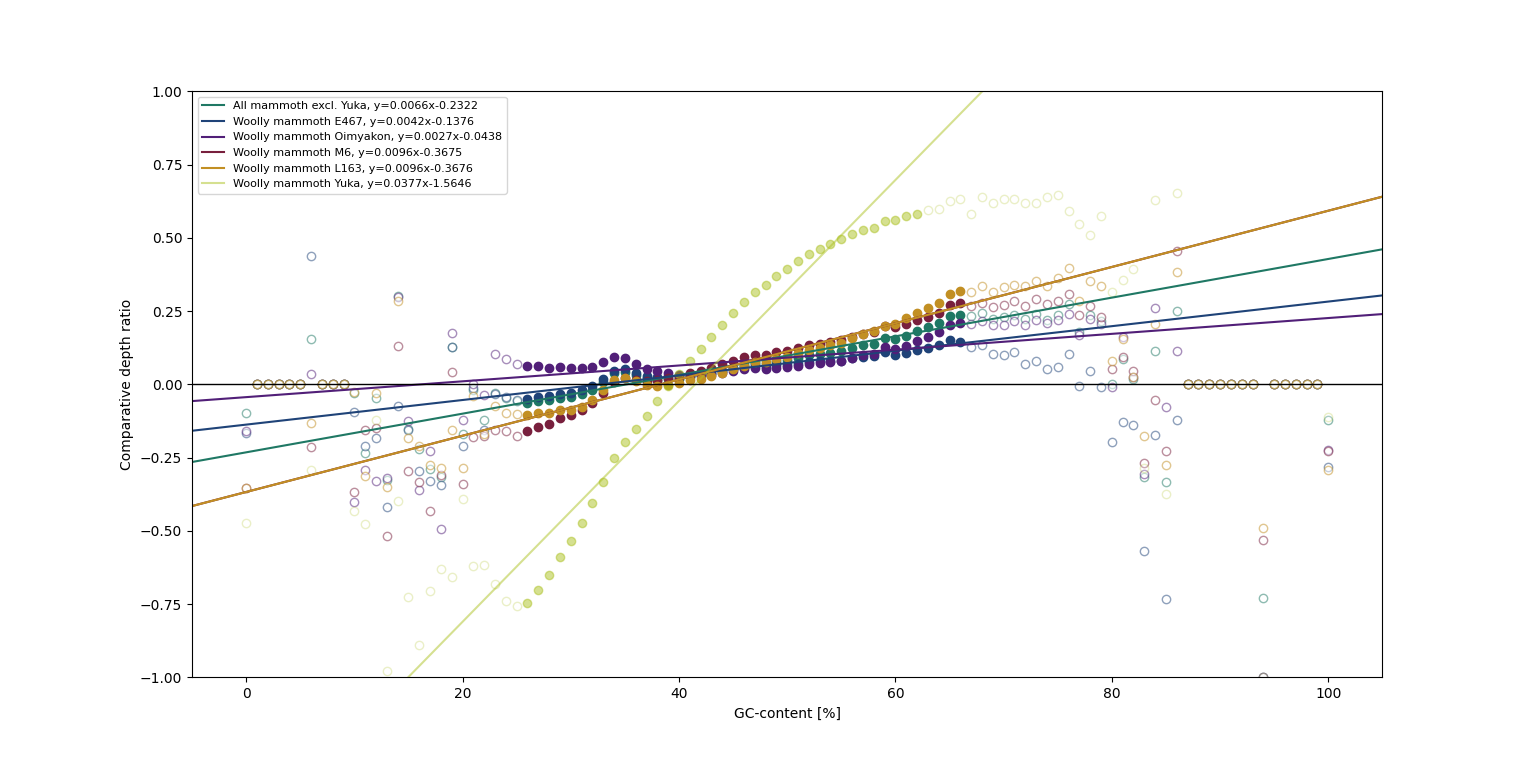 1.00
0.75
0.50
0.25
0.00
−0.25
−0.50
−0.75
−1.00
Comparative depth ratio
All mammoth excl. Yuka, y=0.0066x-0.2322
Woolly mammoth E467, y=0.0042x-0.1376
Woolly mammoth Oimyakon, y=0.0027x-0.0438
Woolly mammoth M6, y=0.0096x-0.3675
Woolly mammoth L163, y=0.0096x-0.3676
Woolly mammoth Yuka, y=0.0377x-1.5646
0 20 40 60 80 100
GC-content [%]